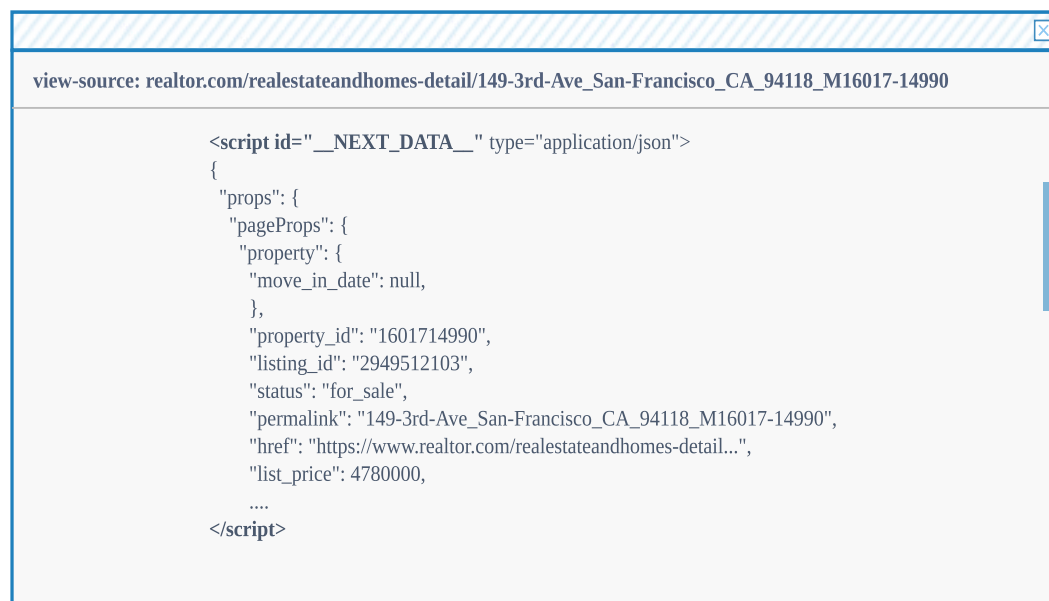 view-source: realtor.com/realestateandhomes-detail/149-3rd-Ave_San-Francisco_CA_94118_M16017-14990
<script id="__NEXT_DATA__" type="application/json">
{
"props": {
"pageProps": {
"property": {
"move_in_date": null,
},
"property_id": "1601714990",
"listing_id": "2949512103",
"status": "for_sale",
"permalink": "149-3rd-Ave_San-Francisco_CA_94118_M16017-14990",
"href": "https://www.realtor.com/realestateandhomes-detail...",
"list_price": 4780000,
....
</script>